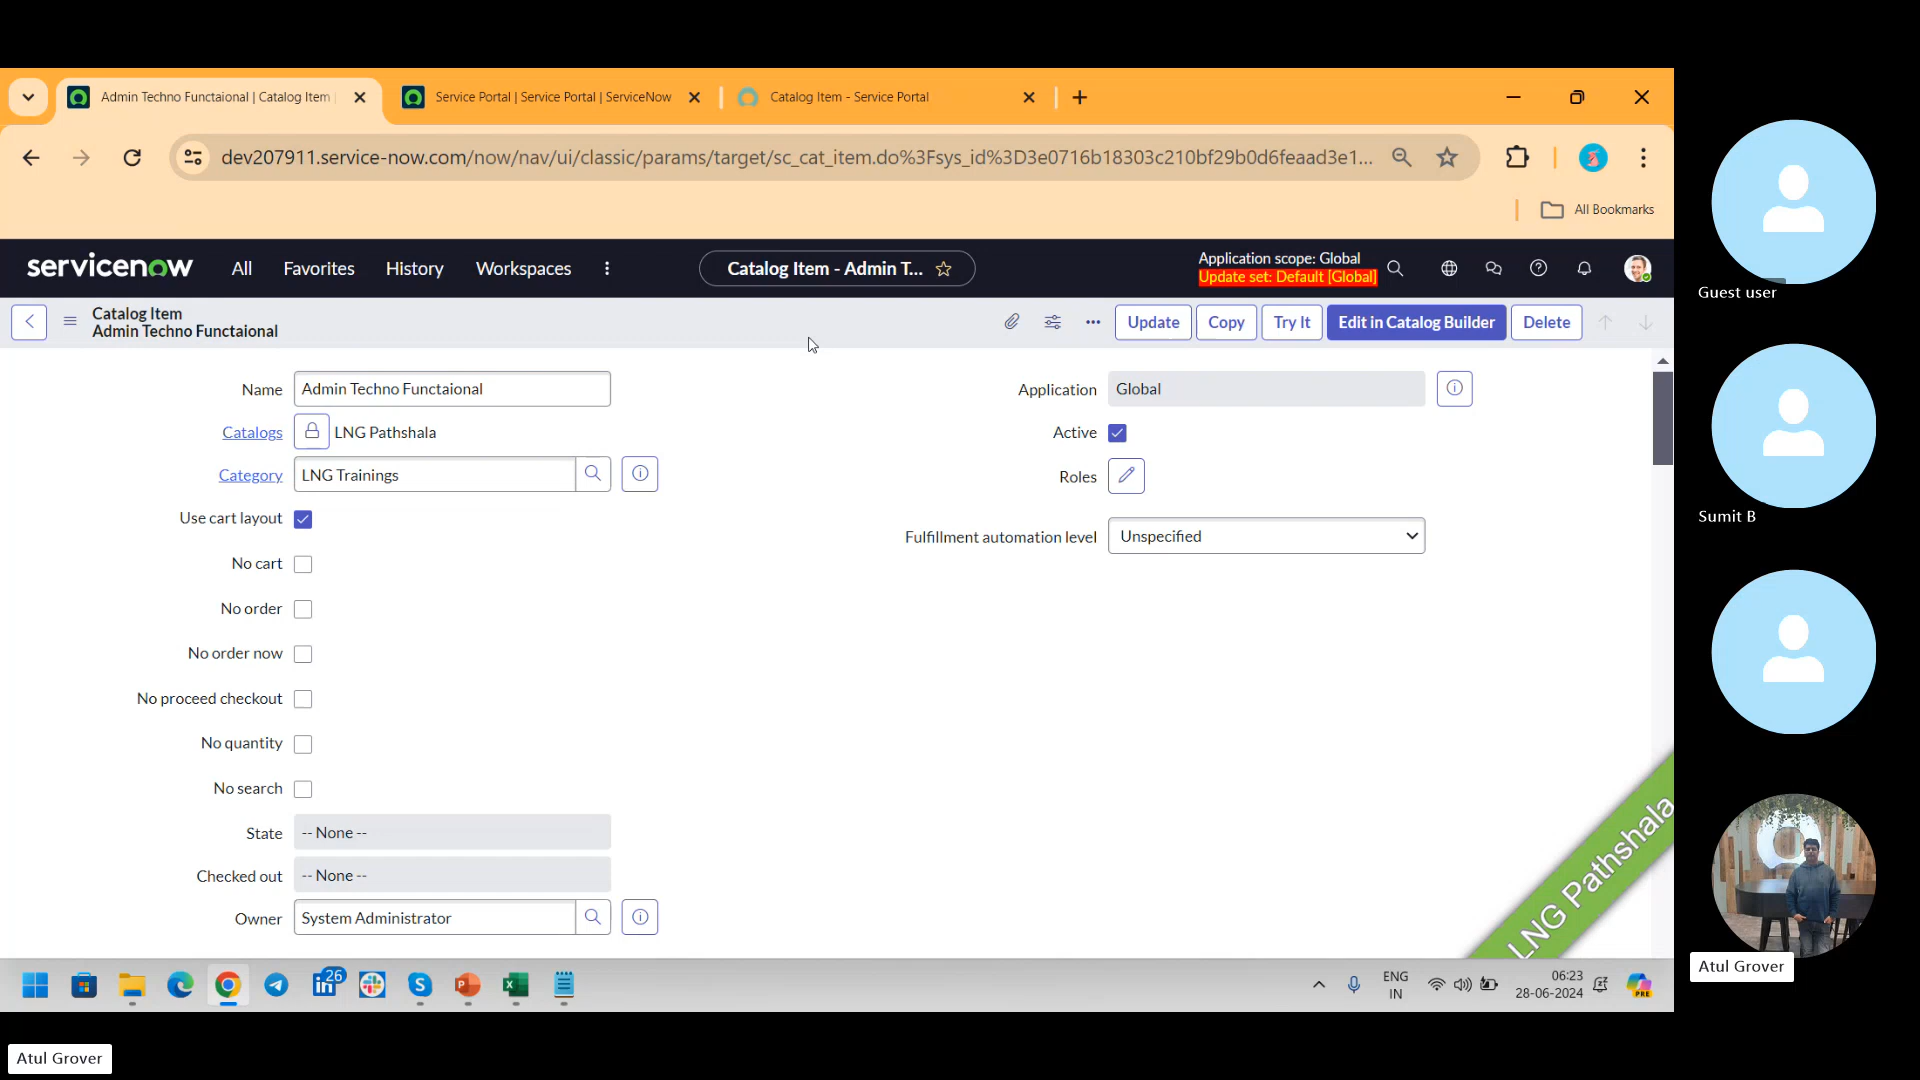 Admin Techno Functaional | Catalog Item
Service Portal | Service Portal | ServiceNow
Catalog Item - Service Portal
dev207911.service-now.com/now/nav/ui/classic/params/target/sc_cat_item.do%3Fsys_id%3D3e0716b18303c210bf29b0d6feaad3e1...
All Bookmarks
servicenow
All
Favorites
History
Workspaces
Catalog Item - Admin T...
Application scope: Global
Update set: Default [Global]
Catalog Item
Admin Techno Functaional
Update
Copy
Try It
Edit in Catalog Builder
Delete
Name
Admin Techno Functaional
Catalogs
LNG Pathshala
Category
LNG Trainings
Use cart layout
No cart
No order
No order now
No proceed checkout
No quantity
No search
State
-- None --
Checked out
-- None --
Owner
System Administrator
Application
Global
Active
Roles
Fulfillment automation level
Unspecified
LNG Pathshala
26
PRE
ENG
IN
06:23
28-06-2024
Guest user
Sumit B
Atul Grover
Atul Grover